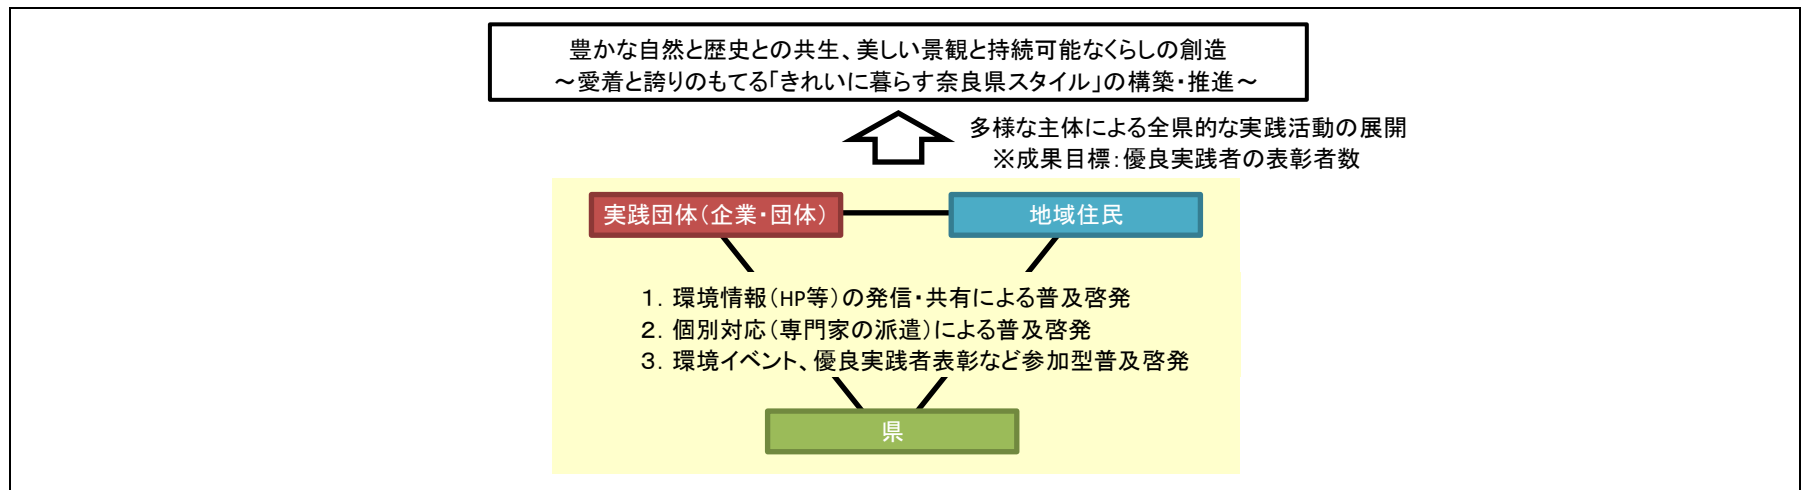 豊かな自然と歴史との共生、美しい景観と持続可能なくらしの創造
～愛着と誇りのもてる「きれいに暮らす奈良県スタイル」の構築・推進～
多様な主体による全県的な実践活動の展開
※成果目標：優良実践者の表彰者数
実践団体（企業・団体）
地域住民
１．環境情報（HP等）の発信・共有による普及啓発
２．個別対応（専門家の派遣）による普及啓発
３．環境イベント、優良実践者表彰など参加型普及啓発
県